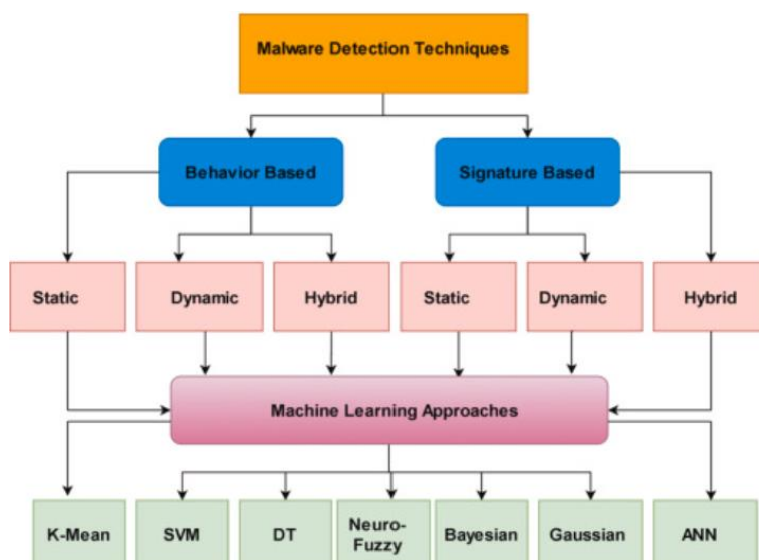 Malware Detection Techniques
Behavior Based
Signature Based
Static
Dynamic
Hybrid
Static
Dynamic
Hybrid
Machine Learning Approaches
K-Mean
SVM
DT
Neuro-
Fuzzy
Bayesian
Gaussian
ANN